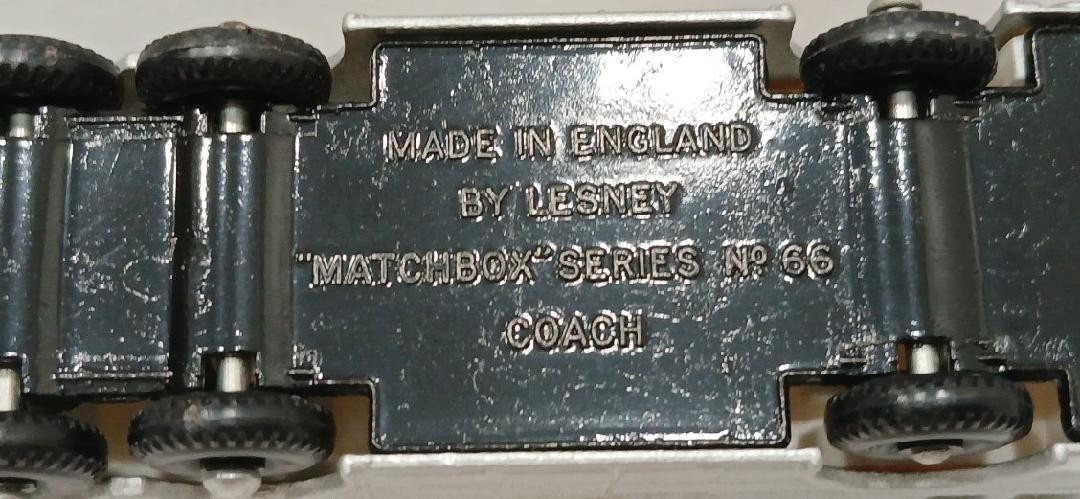 MADE IN ENGLAND
BY LESNEY
"MATCHBOX" SERIES Nº 66
COACH